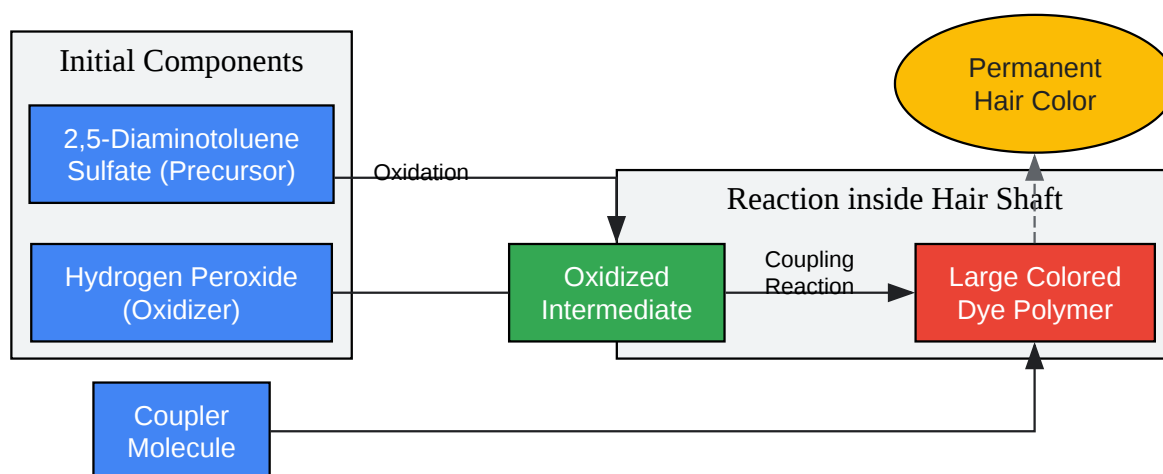 Initial Components
2,5-Diaminotoluene
Sulfate (Precursor)
Hydrogen Peroxide
(Oxidizer)
Coupler
Molecule
Oxidation
Reaction inside Hair Shaft
Oxidized
Intermediate
Coupling
Reaction
Large Colored
Dye Polymer
Permanent
Hair Color